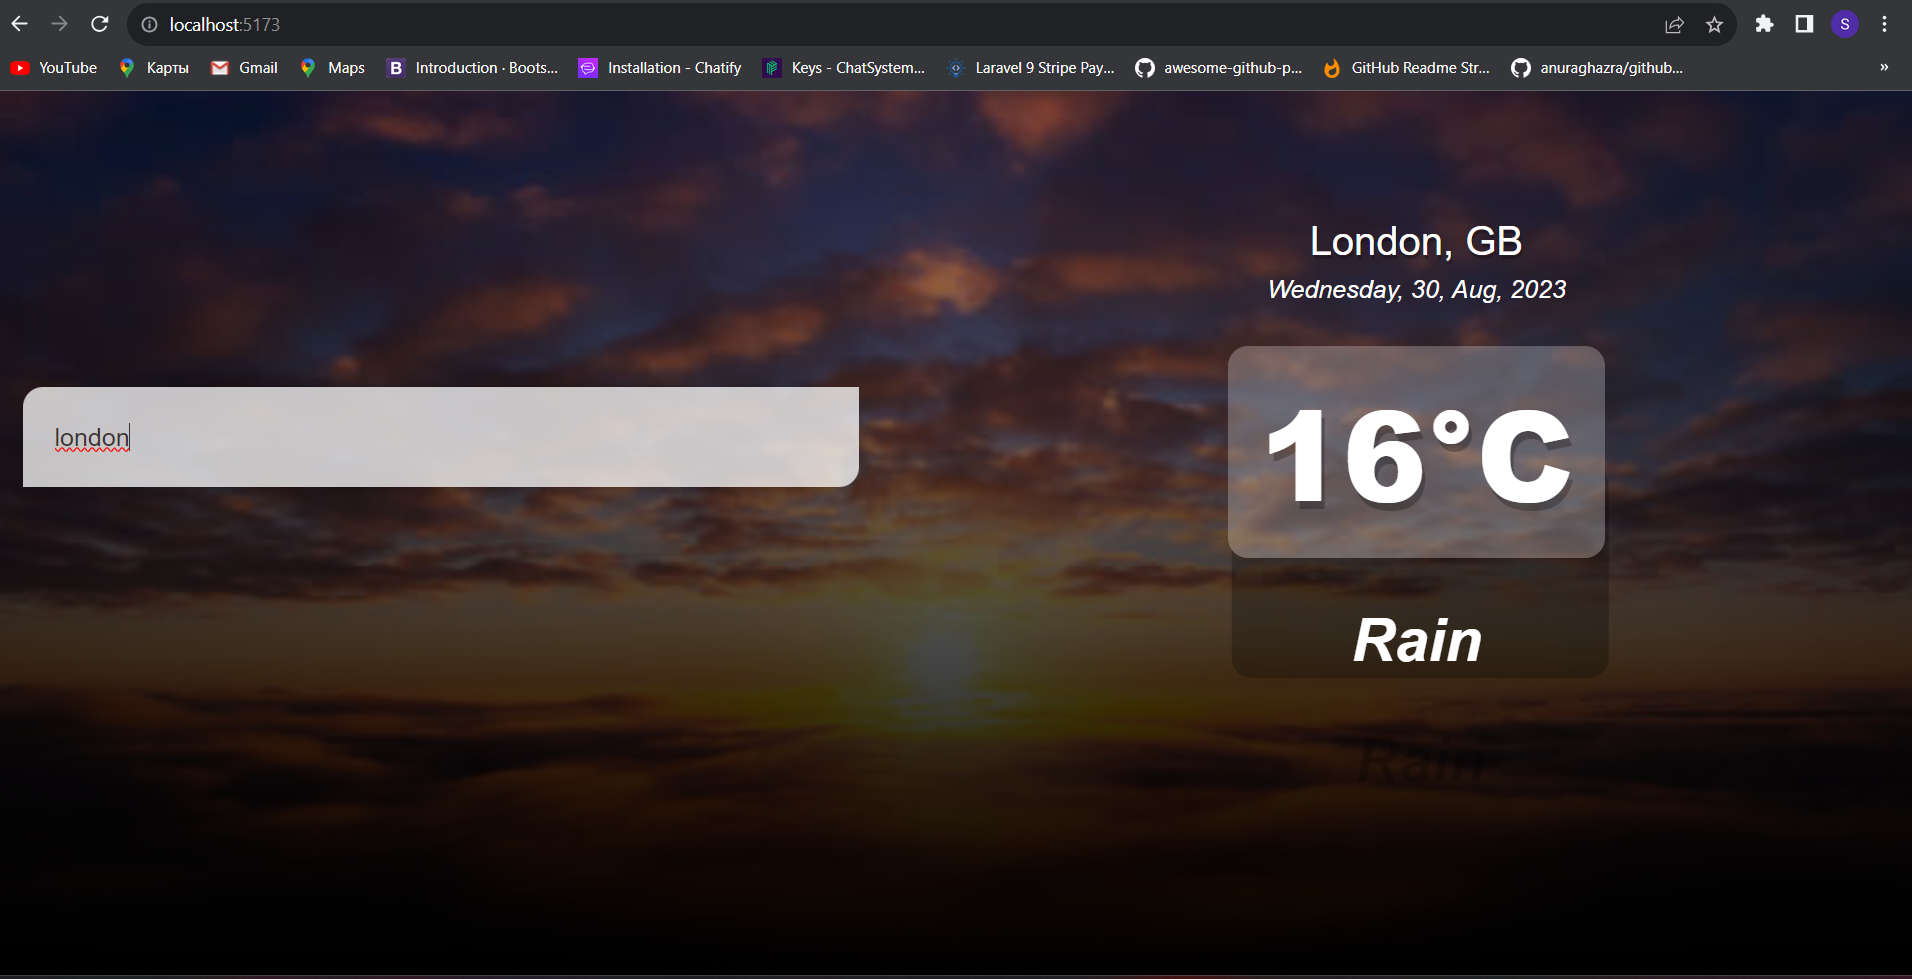 localhost:5173
S
YouTube
Карты
Gmail
Maps
B Introduction · Boots...
Installation - Chatify
Keys - ChatSystem...
Laravel 9 Stripe Pay...
awesome-github-p...
GitHub Readme Str...
anuraghazra/github...
»
London, GB
Wednesday, 30, Aug, 2023
london
16°C
Rain
Rain